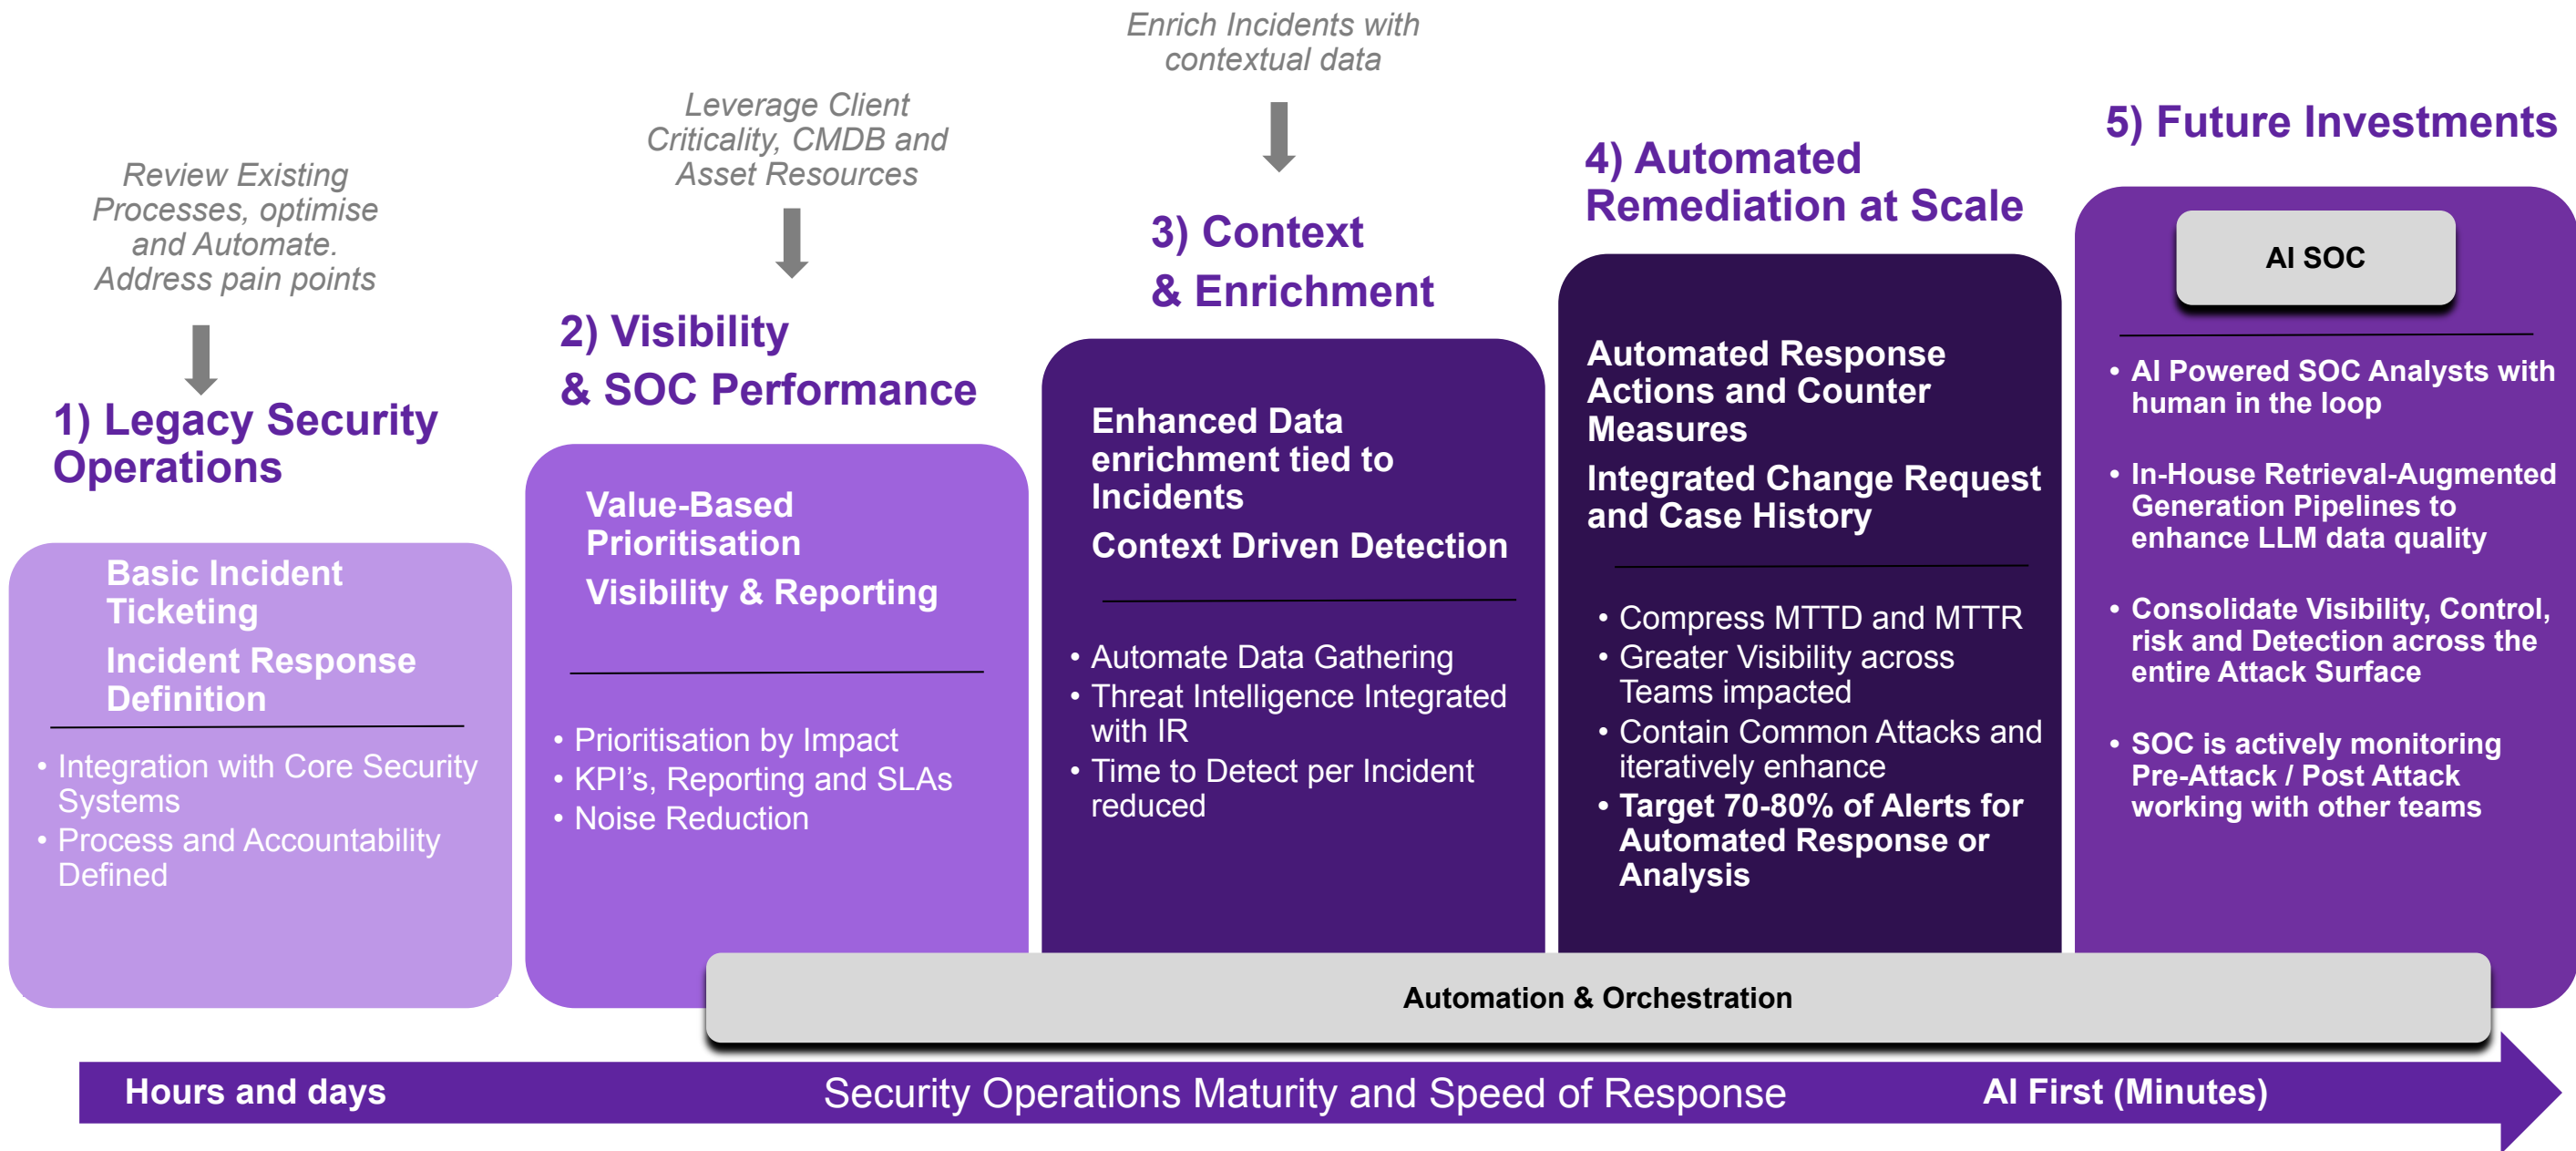 Review Existing
Processes, optimise
and Automate.
Address pain points
1) Legacy Security
Operations
Basic Incident
Ticketing
Incident Response
Definition
• Integration with Core Security
Systems
• Process and Accountability
Defined
Leverage Client
Criticality, CMDB and
Asset Resources
2) Visibility
& SOC Performance
Value-Based
Prioritisation
Visibility & Reporting
• Prioritisation by Impact
• KPI's, Reporting and SLAs
• Noise Reduction
Enrich Incidents with
contextual data
3) Context
& Enrichment
Enhanced Data
enrichment tied to
Incidents
Context Driven Detection
• Automate Data Gathering
• Threat Intelligence Integrated
with IR
• Time to Detect per Incident
reduced
4) Automated
Remediation at Scale
Automated Response
Actions and Counter
Measures
Integrated Change Request
and Case History
• Compress MTTD and MTTR
• Greater Visibility across
Teams impacted
• Contain Common Attacks and
iteratively enhance
• Target 70-80% of Alerts for
Automated Response or
Analysis
5) Future Investments
AI SOC
• AI Powered SOC Analysts with
human in the loop
• In-House Retrieval-Augmented
Generation Pipelines to
enhance LLM data quality
• Consolidate Visibility, Control,
risk and Detection across the
entire Attack Surface
• SOC is actively monitoring
Pre-Attack / Post Attack
working with other teams
Automation & Orchestration
Hours and days
Security Operations Maturity and Speed of Response
AI First (Minutes)